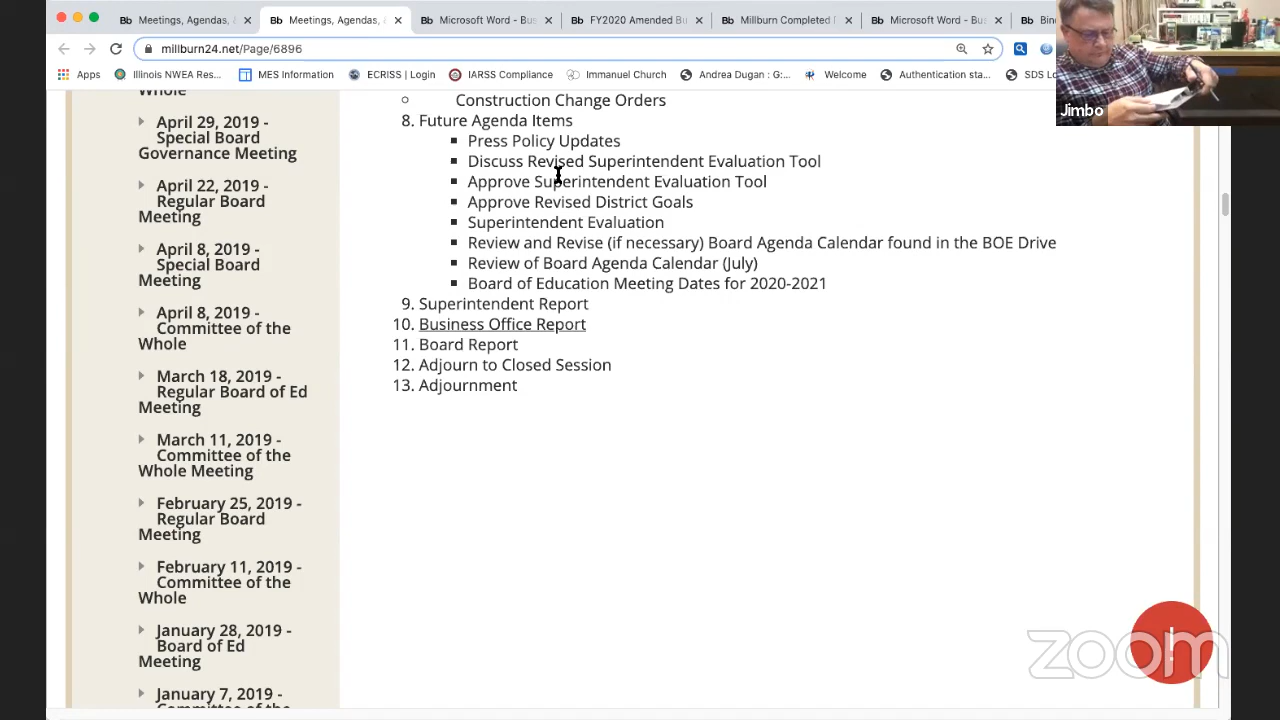 Meetings, Agendas, A
Meetings, Agendas, A
Microsoft Word - Bus
FY2020 Amended Bu
Millburn Completed
Microsoft Word - Bus
millburn24.net/Page/6896
Apps
Illinois NWEA Res...
MES Information
ECRISS | Login
IARSS Compliance
Immanuel Church
Andrea Dugan : G:...
Welcome
Authentication sta...
Jimbo
Whole
April 29, 2019 -
Special Board
Governance Meeting
April 22, 2019 -
Regular Board
Meeting
April 8, 2019 -
Special Board
Meeting
April 8, 2019 -
Committee of the
Whole
March 18, 2019 -
Regular Board of Ed
Meeting
March 11, 2019 -
Committee of the
Whole Meeting
February 25, 2019 -
Regular Board
Meeting
February 11, 2019 -
Committee of the
Whole
January 28, 2019 -
Board of Ed
Meeting
January 7, 2019 -
Construction Change Orders
8. Future Agenda Items
Press Policy Updates
Discuss Revised Superintendent Evaluation Tool
Approve Superintendent Evaluation Tool
Approve Revised District Goals
Superintendent Evaluation
Review and Revise (if necessary) Board Agenda Calendar found in the BOE Drive
Review of Board Agenda Calendar (July)
Board of Education Meeting Dates for 2020-2021
9. Superintendent Report
10. Business Office Report
11. Board Report
12. Adjourn to Closed Session
13. Adjournment
zoom